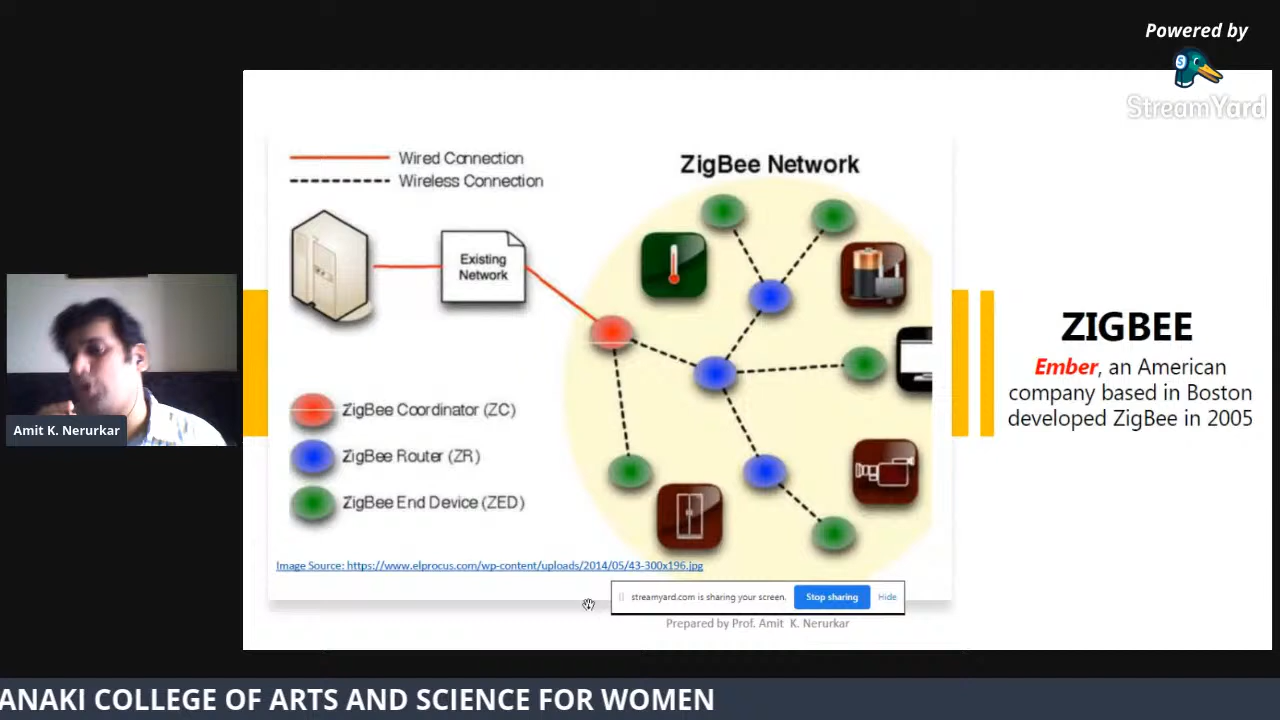 Powered by
StreamYard
Wired Connection
Wireless Connection
ZigBee Network
Existing
Network
ZigBee Coordinator (ZC)
ZigBee Router (ZR)
ZigBee End Device (ZED)
Image Source: https://www.elprocus.com/wp-content/uploads/2014/05/43-300x196.jpg
ZIGBEE
Ember, an American
company based in Boston
developed ZigBee in 2005
Amit K. Nerurkar
streamyard.com is sharing your screen.
Stop sharing
Hide
Prepared by Prof. Amit K. Nerurkar
ANAKI COLLEGE OF ARTS AND SCIENCE FOR WOMEN